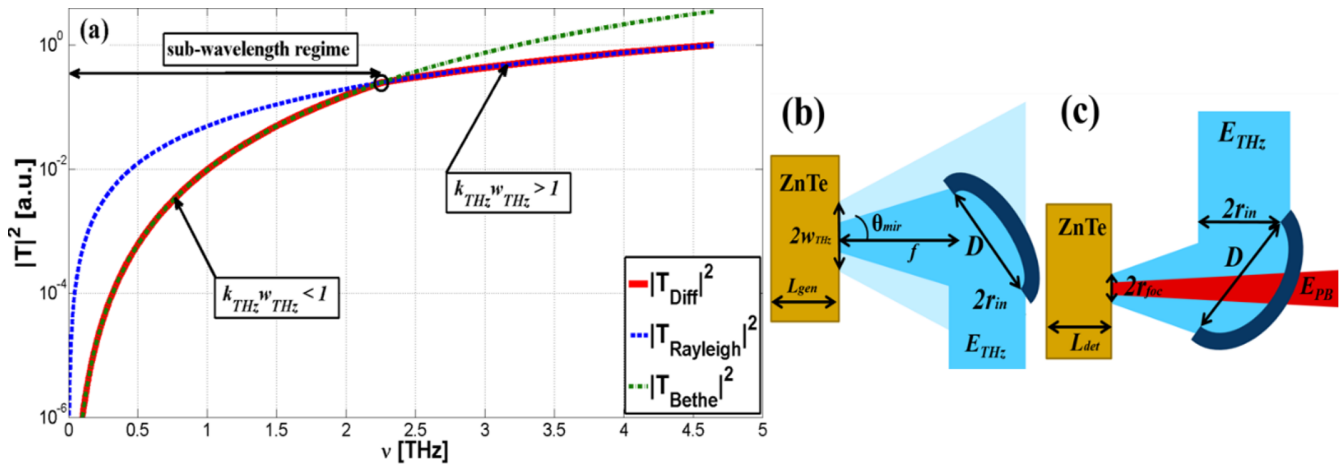 (a)
sub-wavelength regime
k_THz w_THz > 1
k_THz w_THz < 1
|T_Diff|^2
|T_Rayleigh|^2
|T_Bethe|^2
|T|^2 [a.u.]
10^0
10^-2
10^-4
10^-6
0 0.5 1 1.5 2 2.5 3 3.5 4 4.5 5
ν [THz]
(b)
ZnTe
2w_THz
θ_mir
f
D
L_gen
2r_in
E_THz
(c)
E_THz
ZnTe
2r_in
D
2r_foc
E_PB
L_det